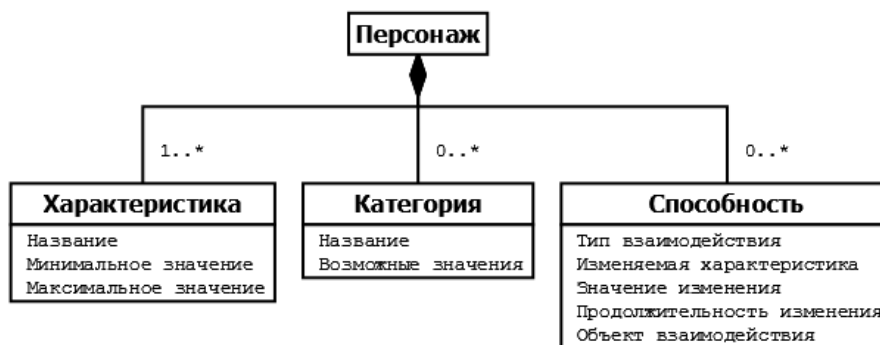 Персонаж
1..*
0..*
0..*
Характеристика
Название
Минимальное значение
Максимальное значение
Категория
Название
Возможные значения
Способность
Тип взаимодействия
Изменяемая характеристика
Значение изменения
Продолжительность изменения
Объект взаимодействия